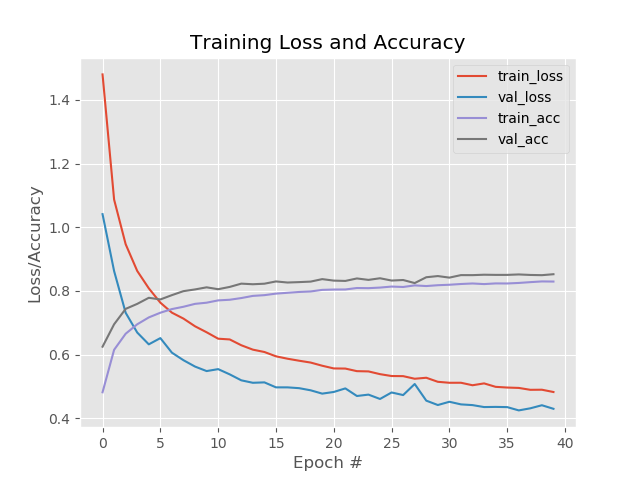 Training Loss and Accuracy
train_loss
val_loss
train_acc
val_acc
1.4
1.2
1.0
0.8
0.6
0.4
Loss/Accuracy
0 5 10 15 20 25 30 35 40
Epoch #